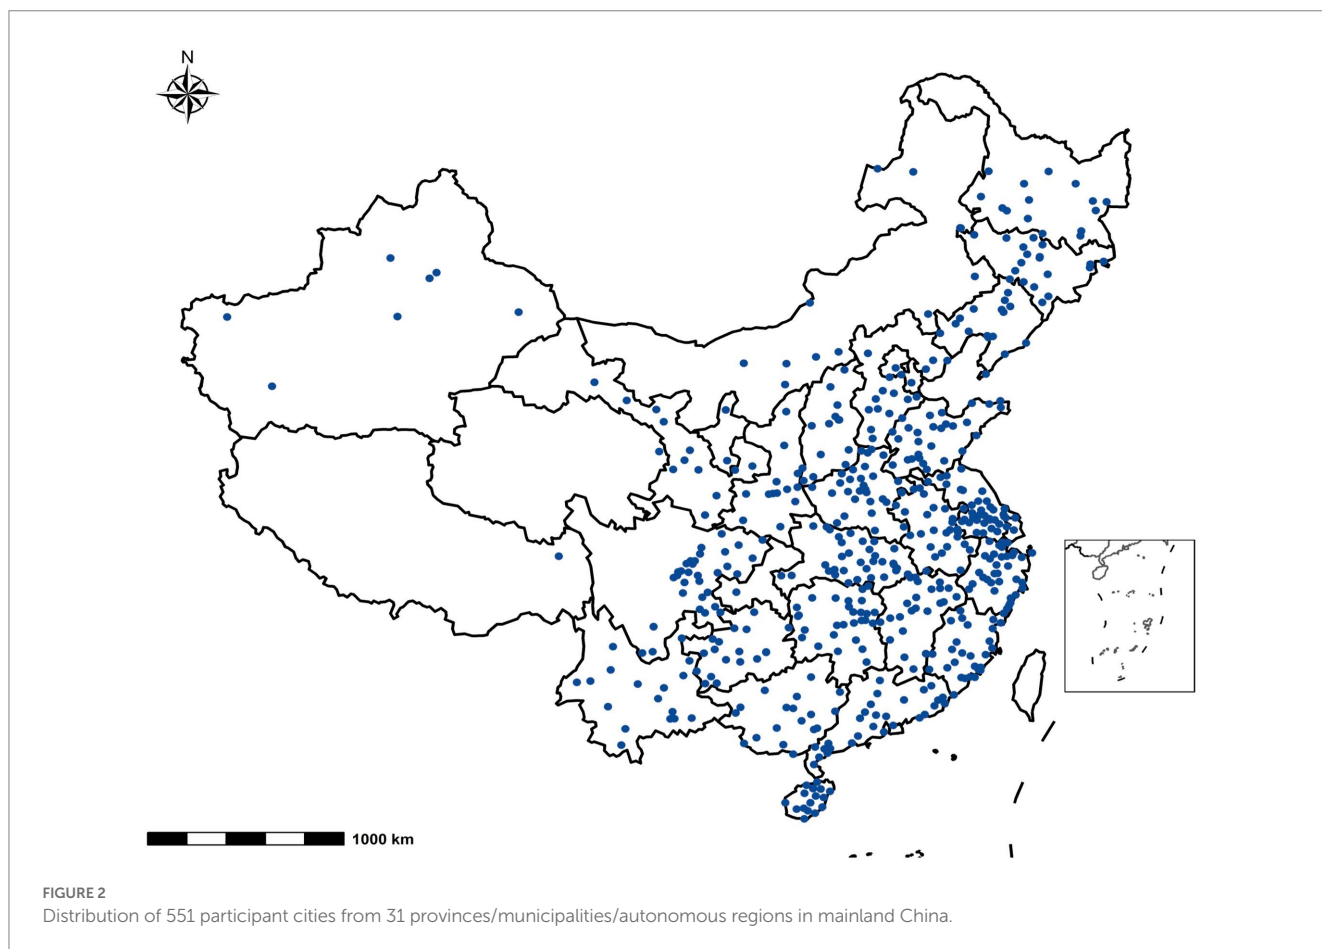 N
1000 km
FIGURE 2
Distribution of 551 participant cities from 31 provinces/municipalities/autonomous regions in mainland China.